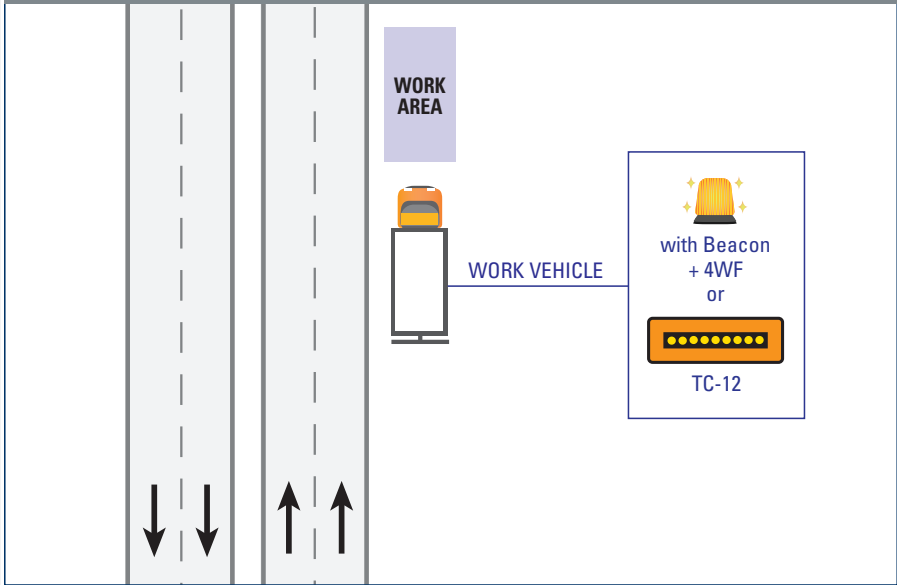 WORK
AREA
WORK VEHICLE
with Beacon
+ 4WF
or
TC-12